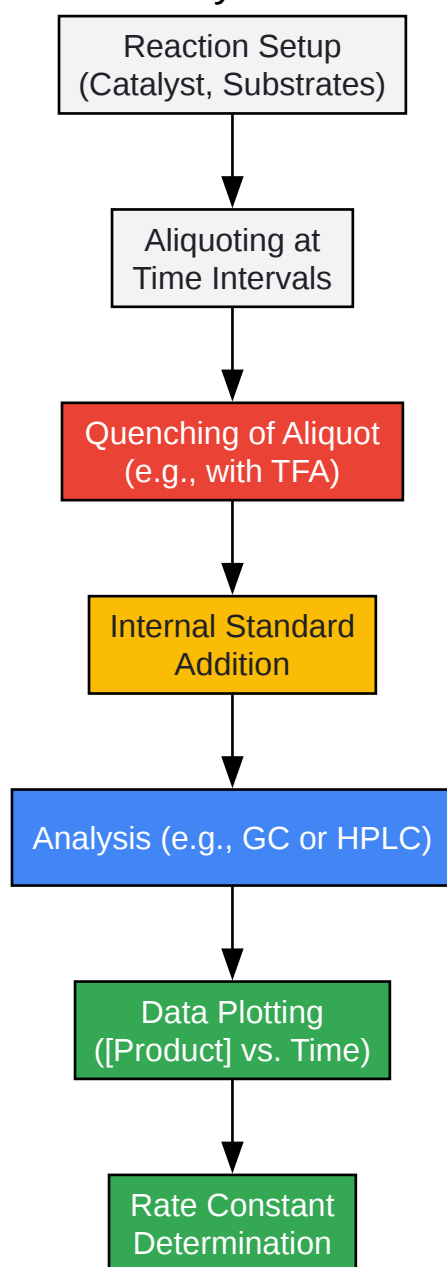 Reaction Setup
(Catalyst, Substrates)
Aliquoting at
Time Intervals
Quenching of Aliquot
(e.g., with TFA)
Internal Standard
Addition
Analysis (e.g., GC or HPLC)
Data Plotting
([Product] vs. Time)
Rate Constant
Determination